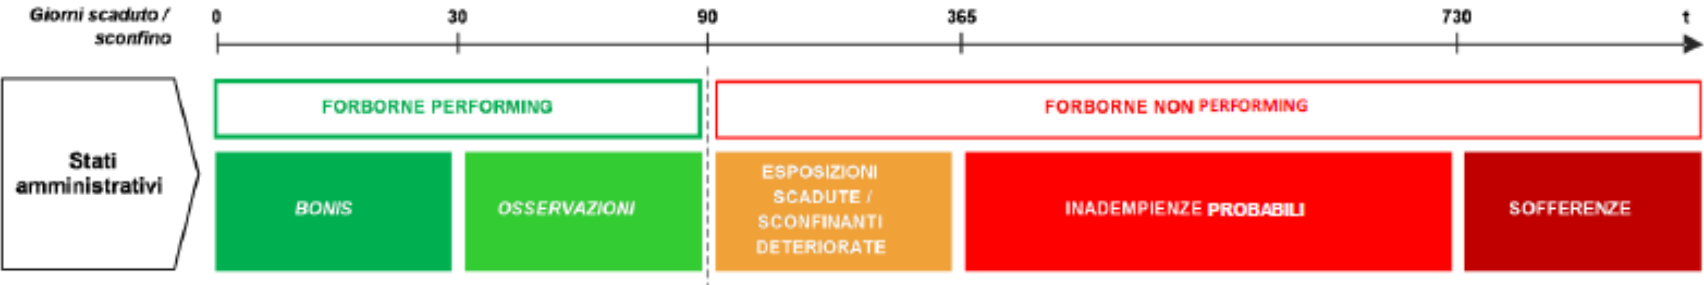 Giorni scaduto / 0 30 90 365 730 t
sconfino
FORBORNE PERFORMING FORBORNE NON PERFORMING
Stati
amministrativi
BONIS OSSERVAZIONI
ESPOSIZIONI
SCADUTE /
SCONFINANTI
DETERIORATE
INADEMPIENZE PROBABILI SOFFERENZE